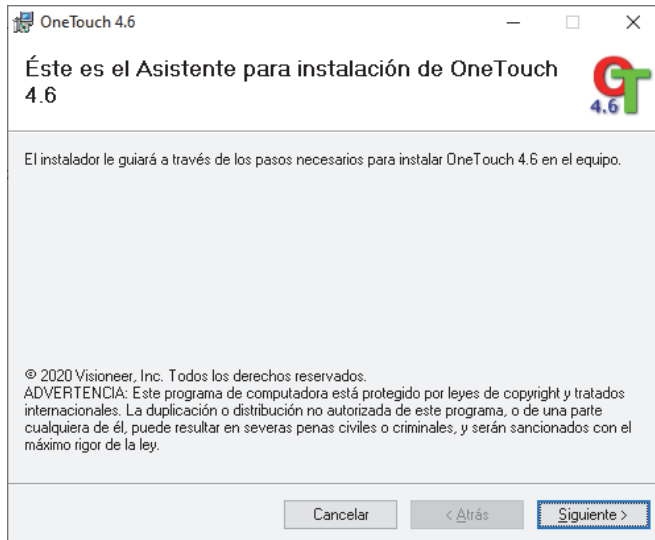 OneTouch 4.6
Éste es el Asistente para instalación de OneTouch
4.6
GT
4.6
El instalador le guiará a través de los pasos necesarios para instalar OneTouch 4.6 en el equipo.
© 2020 Visioneer, Inc. Todos los derechos reservados.
ADVERTENCIA: Este programa de computadora está protegido por leyes de copyright y tratados
internacionales. La duplicación o distribución no autorizada de este programa, o de una parte
cualquiera de él, puede resultar en severas penas civiles o criminales, y serán sancionados con el
máximo rigor de la ley.
Cancelar
< Atrás
Siguiente >